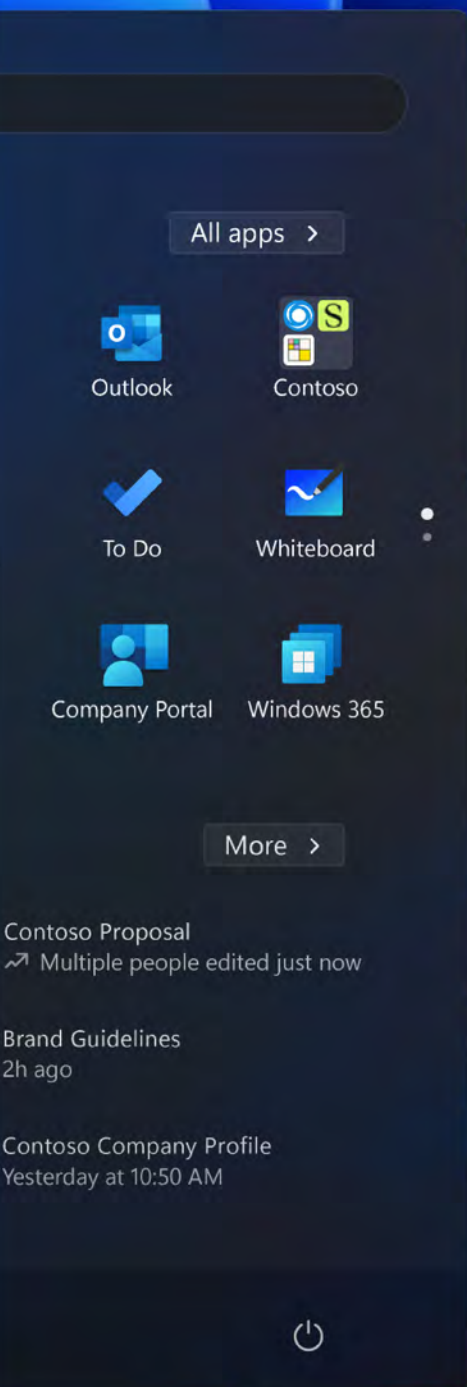 All apps >
Outlook
Contoso
To Do
Whiteboard
Company Portal
Windows 365
More >
Contoso Proposal
Multiple people edited just now
Brand Guidelines
2h ago
Contoso Company Profile
Yesterday at 10:50 AM